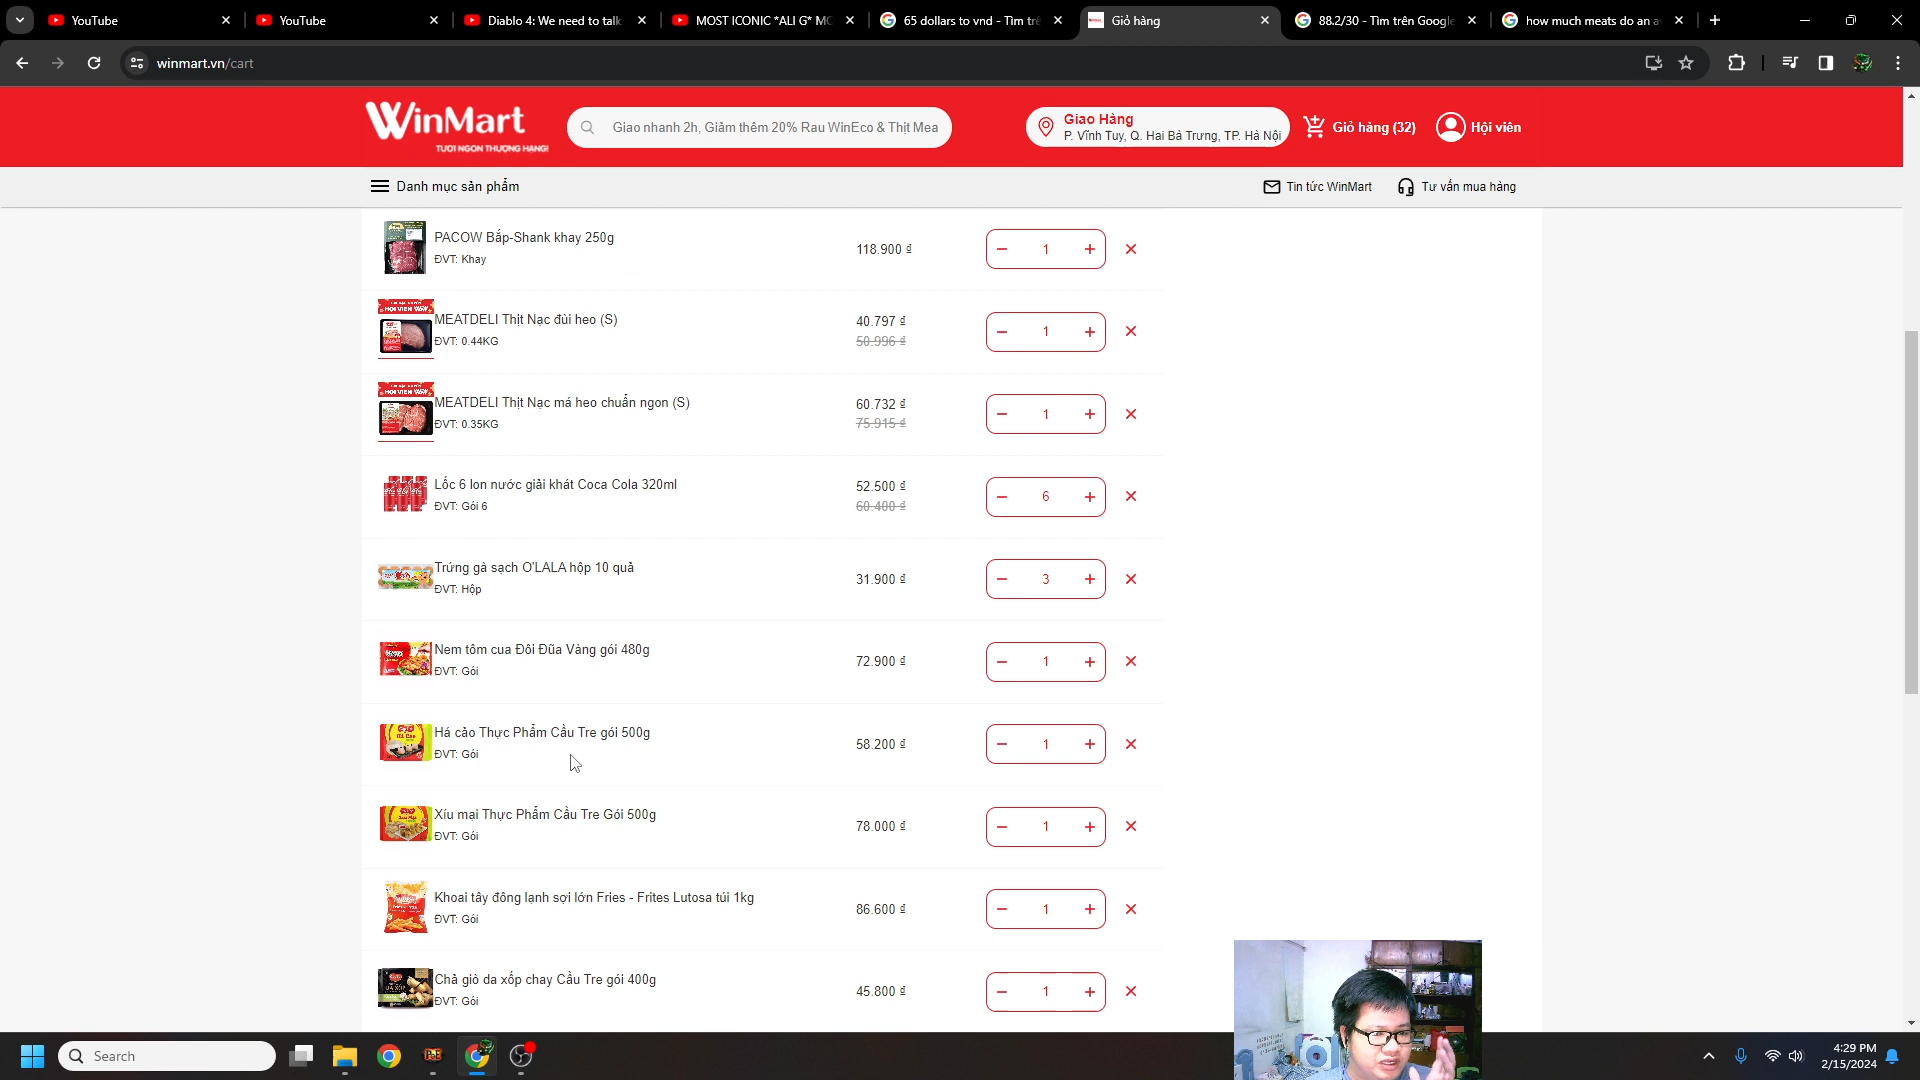 YouTube
YouTube
Diablo 4: We need to talk
MOST ICONIC *ALI G* MO
65 dollars to vnd - Tìm trê
Giỏ hàng
88.2/30 - Tìm trên Google
how much meats do an a
winmart.vn/cart
WinMart
TƯƠI NGON THƯỢNG HẠNG!
Giao nhanh 2h, Giảm thêm 20% Rau WinEco & Thịt Mea
Giao Hàng
P. Vĩnh Tuy, Q. Hai Bà Trưng, TP. Hà Nội
Giỏ hàng (32)
Hội viên
Danh mục sản phẩm
Tin tức WinMart
Tư vấn mua hàng
PACOW Bắp-Shank khay 250g
ĐVT: Khay
118.900 ₫
1
MEATDELI Thịt Nạc đùi heo (S)
ĐVT: 0.44KG
40.797 ₫
50.996 ₫
1
MEATDELI Thịt Nạc má heo chuẩn ngon (S)
ĐVT: 0.35KG
60.732 ₫
75.915 ₫
1
Lốc 6 lon nước giải khát Coca Cola 320ml
ĐVT: Gói 6
52.500 ₫
60.400 ₫
6
Trứng gà sạch O'LALA hộp 10 quả
ĐVT: Hộp
31.900 ₫
3
Nem tôm cua Đôi Đũa Vàng gói 480g
ĐVT: Gói
72.900 ₫
1
Há cảo Thực Phẩm Cầu Tre gói 500g
ĐVT: Gói
58.200 ₫
1
Xíu mại Thực Phẩm Cầu Tre Gói 500g
ĐVT: Gói
78.000 ₫
1
Khoai tây đông lạnh sợi lớn Fries - Frites Lutosa túi 1kg
ĐVT: Gói
86.600 ₫
1
Chả giò da xốp chay Cầu Tre gói 400g
ĐVT: Gói
45.800 ₫
1
Search
4:29 PM
2/15/2024